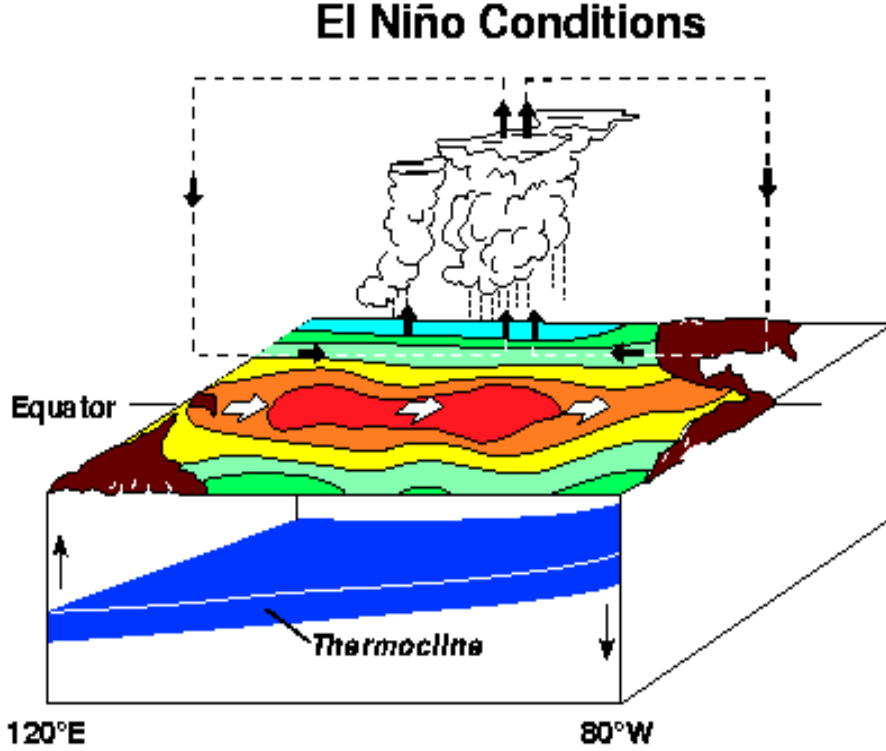 El Niño Conditions
Equator
Thermocline
120°E
80°W